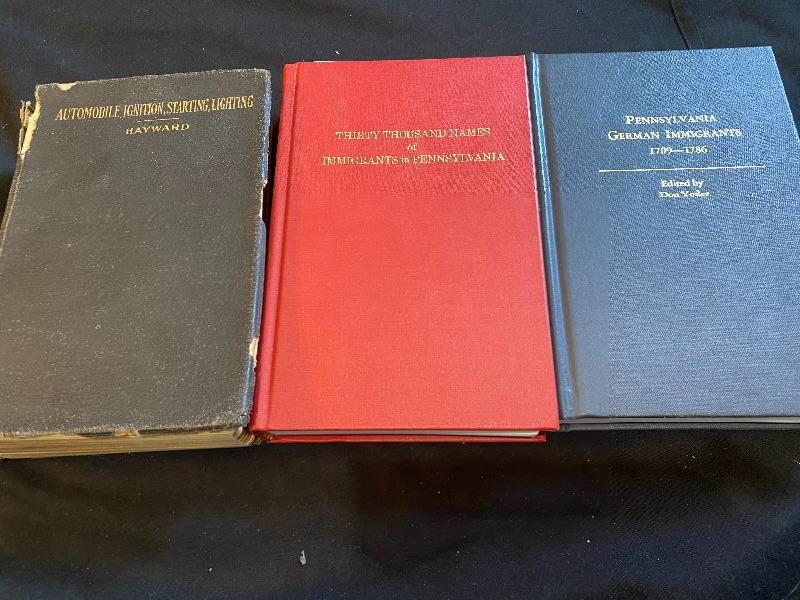 AUTOMOBILE IGNITION, STARTING, LIGHTING
HAYWARD
THIRTY THOUSAND NAMES
of
IMMIGRANTS in PENNSYLVANIA
PENNSYLVANIA
GERMAN IMMIGRANTS
1709—1786
Edited by
Don Yoder